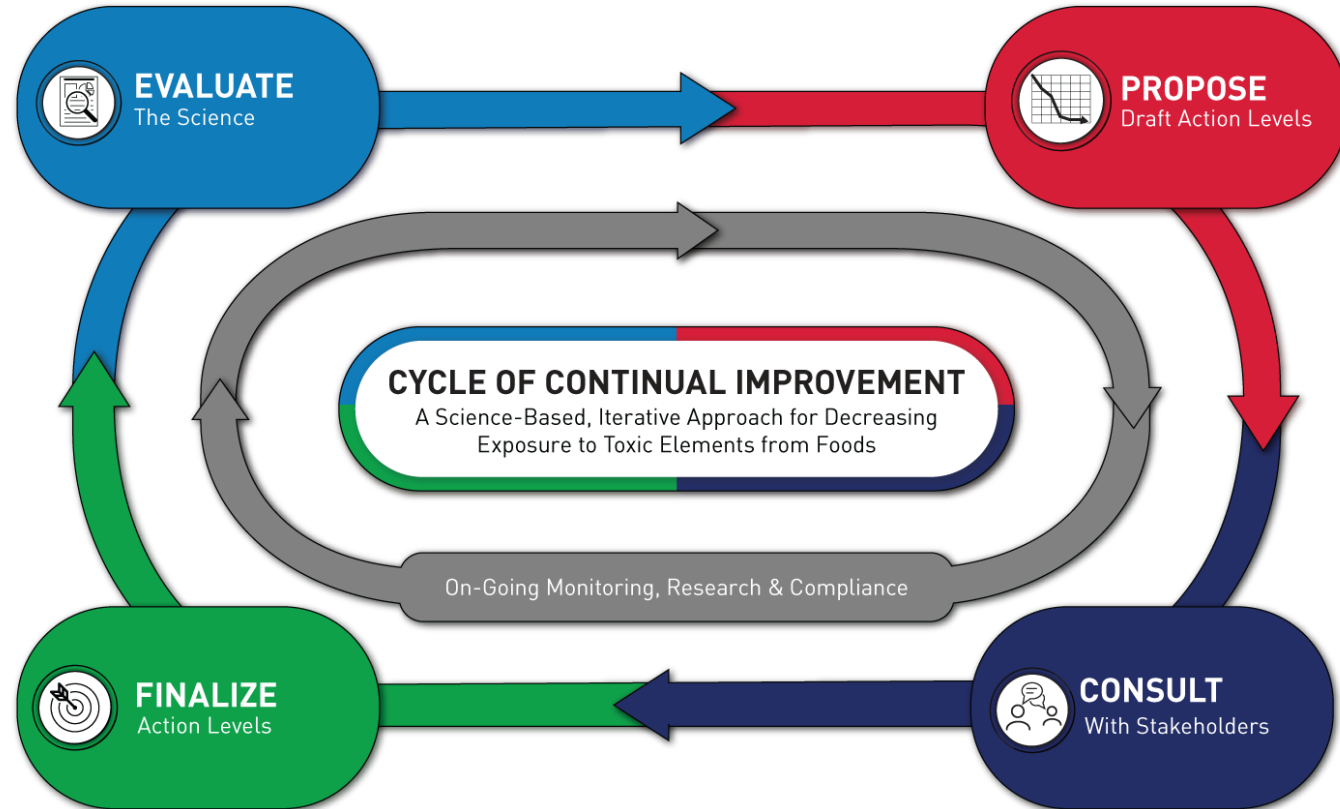 EVALUATE
The Science
PROPOSE
Draft Action Levels
CYCLE OF CONTINUAL IMPROVEMENT
A Science-Based, Iterative Approach for Decreasing
Exposure to Toxic Elements from Foods
On-Going Monitoring, Research & Compliance
FINALIZE
Action Levels
CONSULT
With Stakeholders